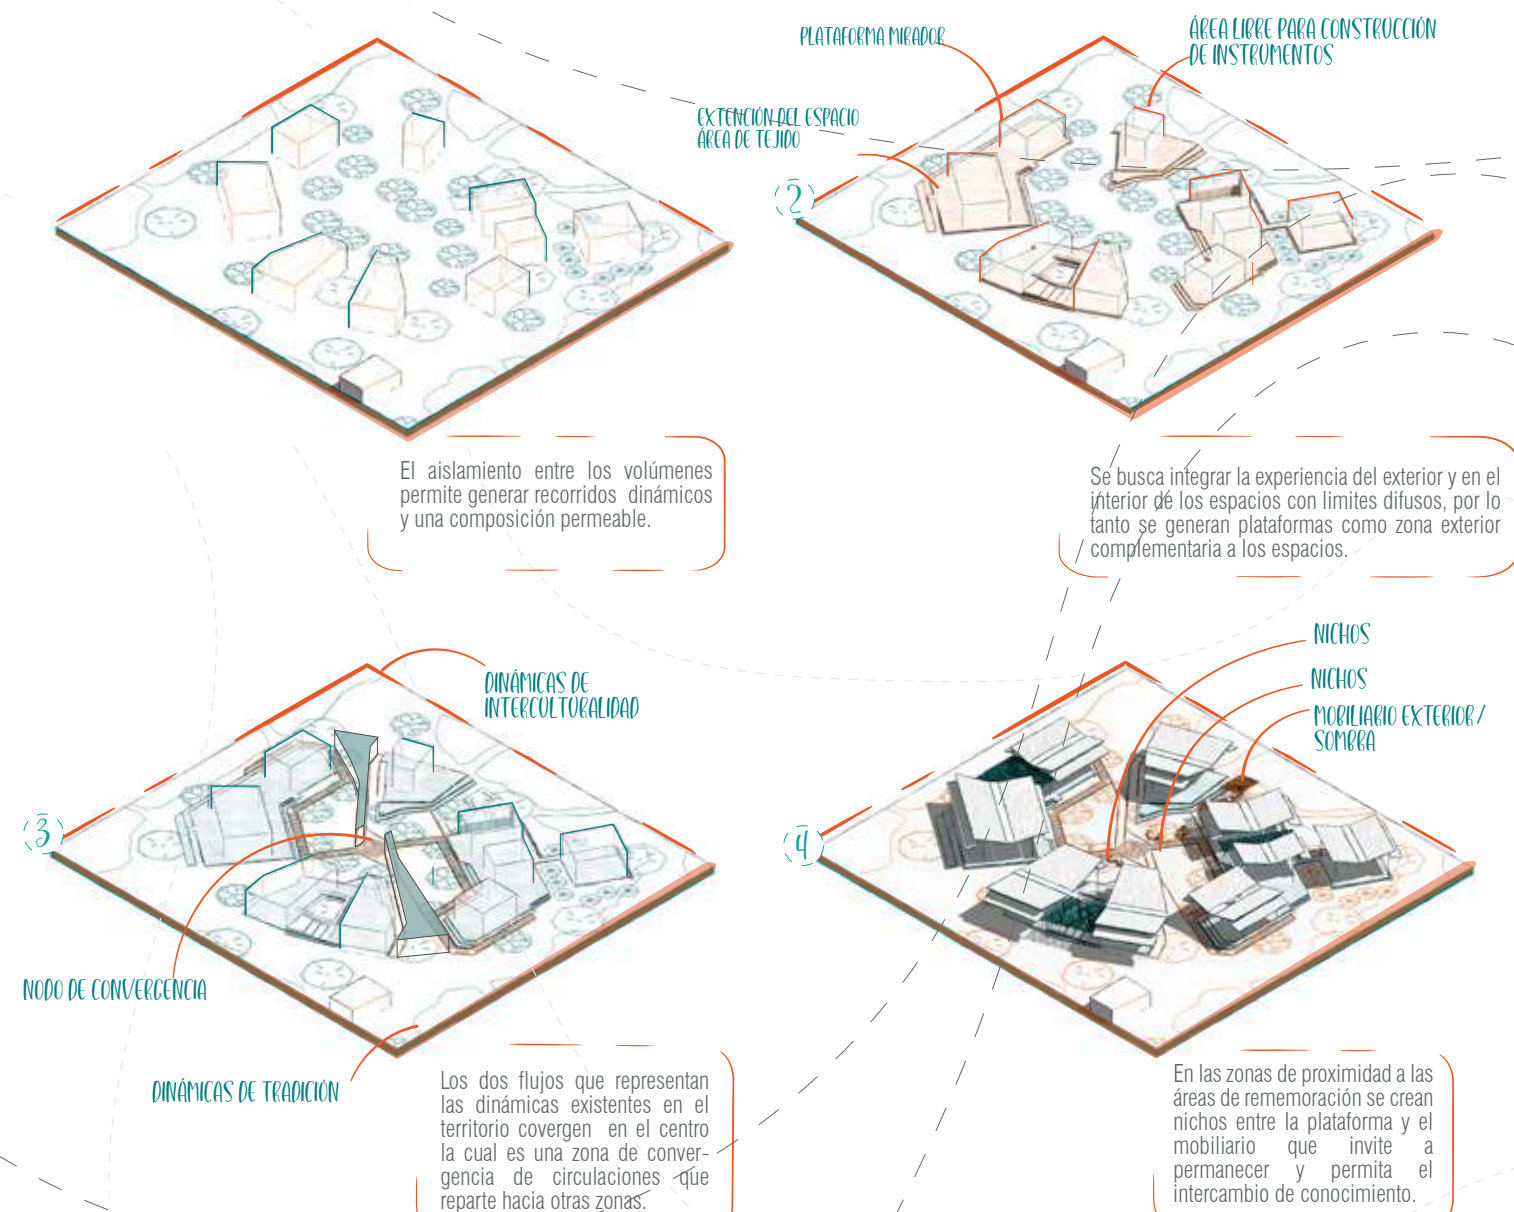 PLATAFORMA MIRADOR
ÁREA LIBRE PARA CONSTRUCCIÓN
DE INSTRUMENTOS
EXTENCIÓN DEL ESPACIO
ÁREA DE TEJIDO
2
El aislamiento entre los volúmenes
permite generar recorridos dinámicos
y una composición permeable.
Se busca integrar la experiencia del exterior y en el
interior de los espacios con limites difusos, por lo
tanto se generan plataformas como zona exterior
complementaria a los espacios.
3
DINÁMICAS DE
INTERCULTURALIDAD
NODO DE CONVERGENCIA
DINÁMICAS DE TRADICIÓN
Los dos flujos que representan
las dinámicas existentes en el
territorio covergen en el centro
la cual es una zona de conver-
gencia de circulaciones que
reparte hacia otras zonas.
4
NICHOS
NICHOS
MOBILIARIO EXTERIOR/
SOMBRA
En las zonas de proximidad a las
áreas de rememoración se crean
nichos entre la plataforma y el
mobiliario que invite a
permanecer y permita el
intercambio de conocimiento.